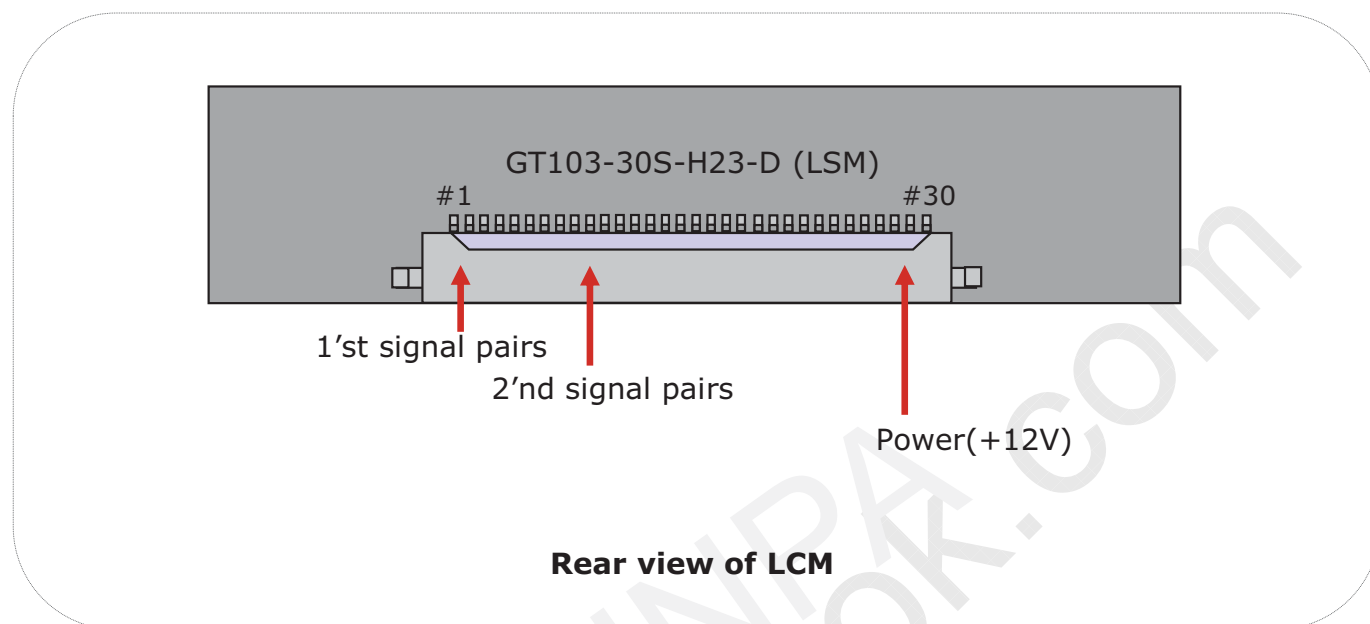 GT103-30S-H23-D (LSM)
#1 #30
1’st signal pairs
2’nd signal pairs
Power(+12V)
Rear view of LCM